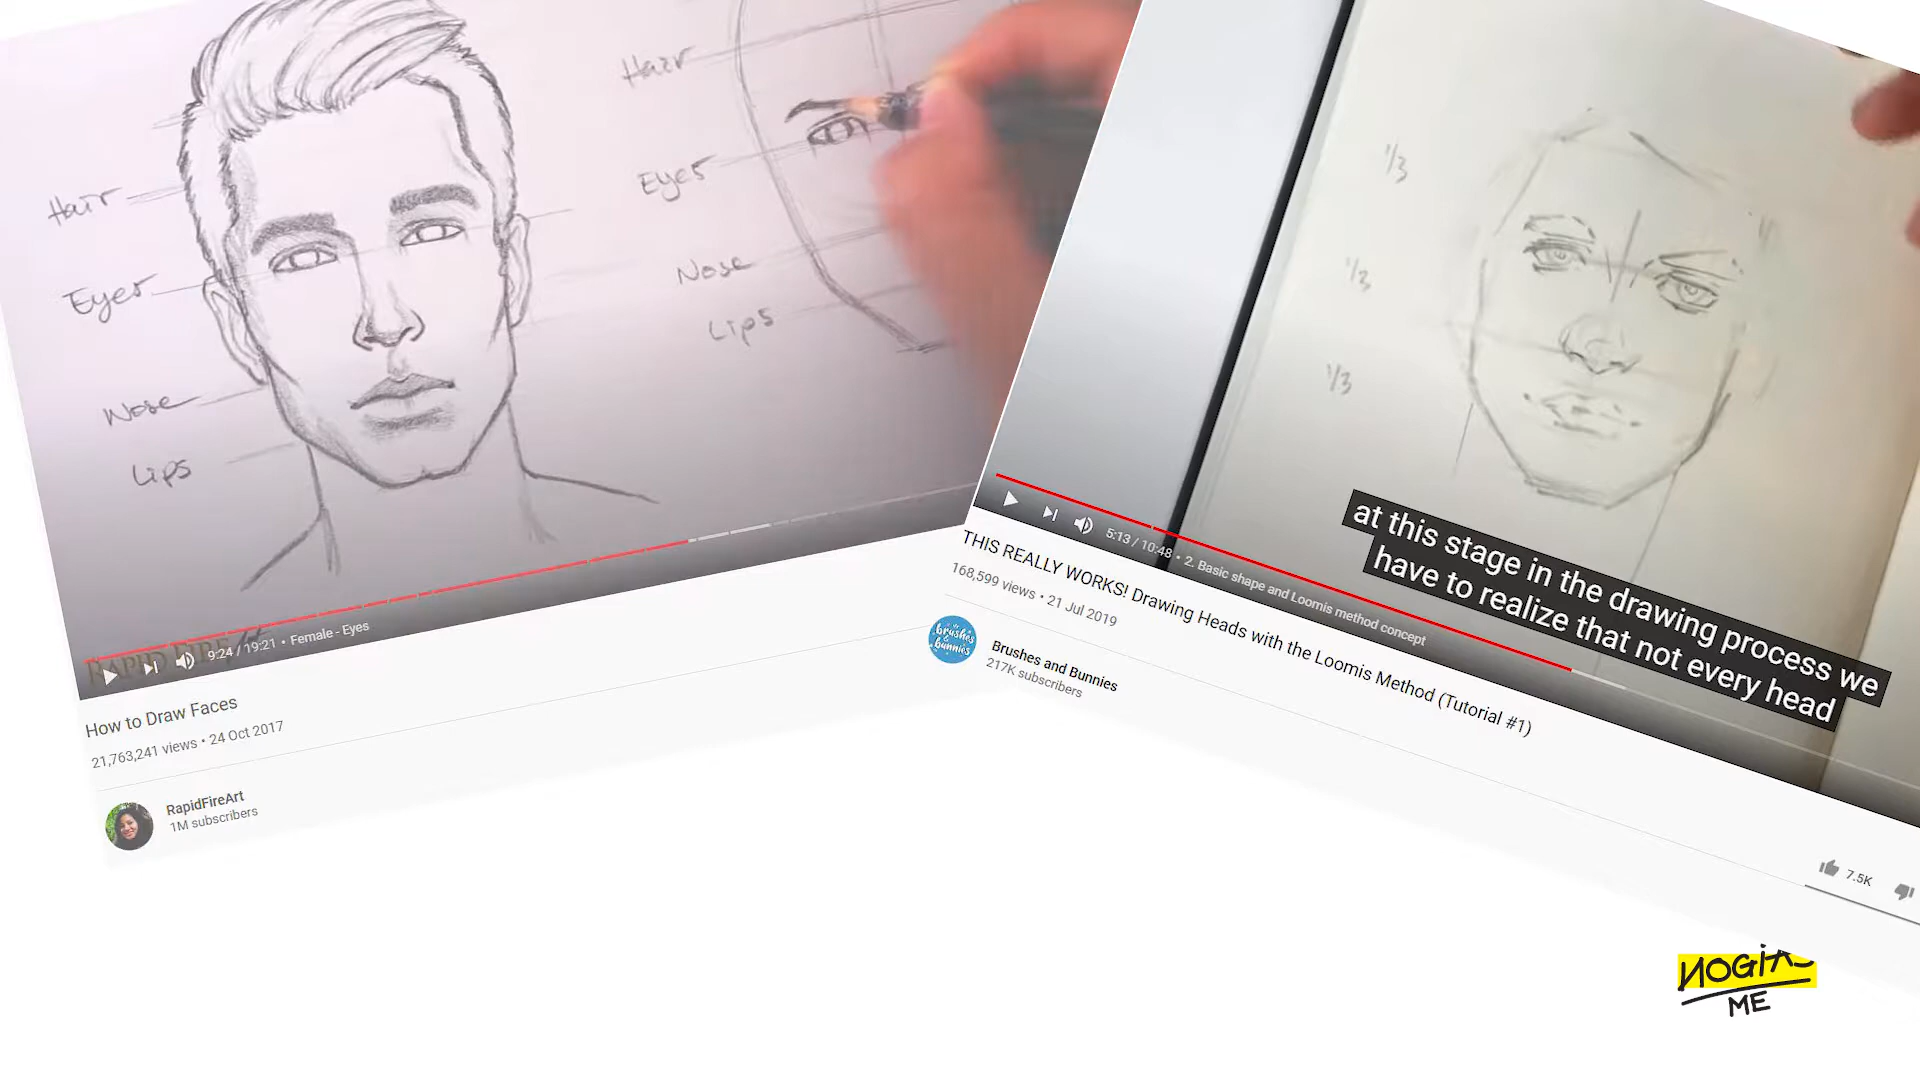 Hair
Eyes
Nose
Lips
Hair
Eyes
Nose
Lips
9:24 / 19:21 • Female - Eyes
How to Draw Faces
21,763,241 views • 24 Oct 2017
RapidFireArt
1M subscribers
1/3
1/3
1/3
at this stage in the drawing process we
have to realize that not every head
5:13 / 10:48 • 2. Basic shape and Loomis method concept
THIS REALLY WORKS! Drawing Heads with the Loomis Method (Tutorial #1)
168,599 views • 21 Jul 2019
brushes
&
bunnies
Brushes and Bunnies
217K subscribers
7.5K
ME